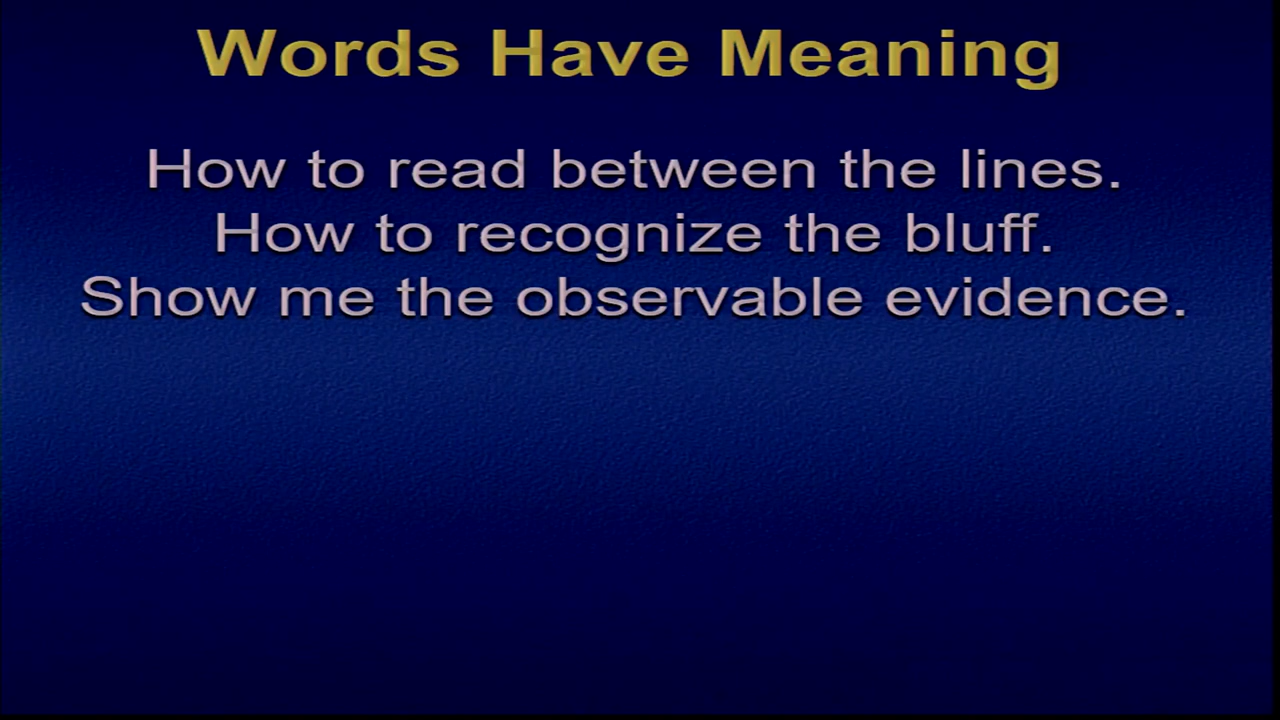 Words Have Meaning
How to read between the lines.
How to recognize the bluff.
Show me the observable evidence.